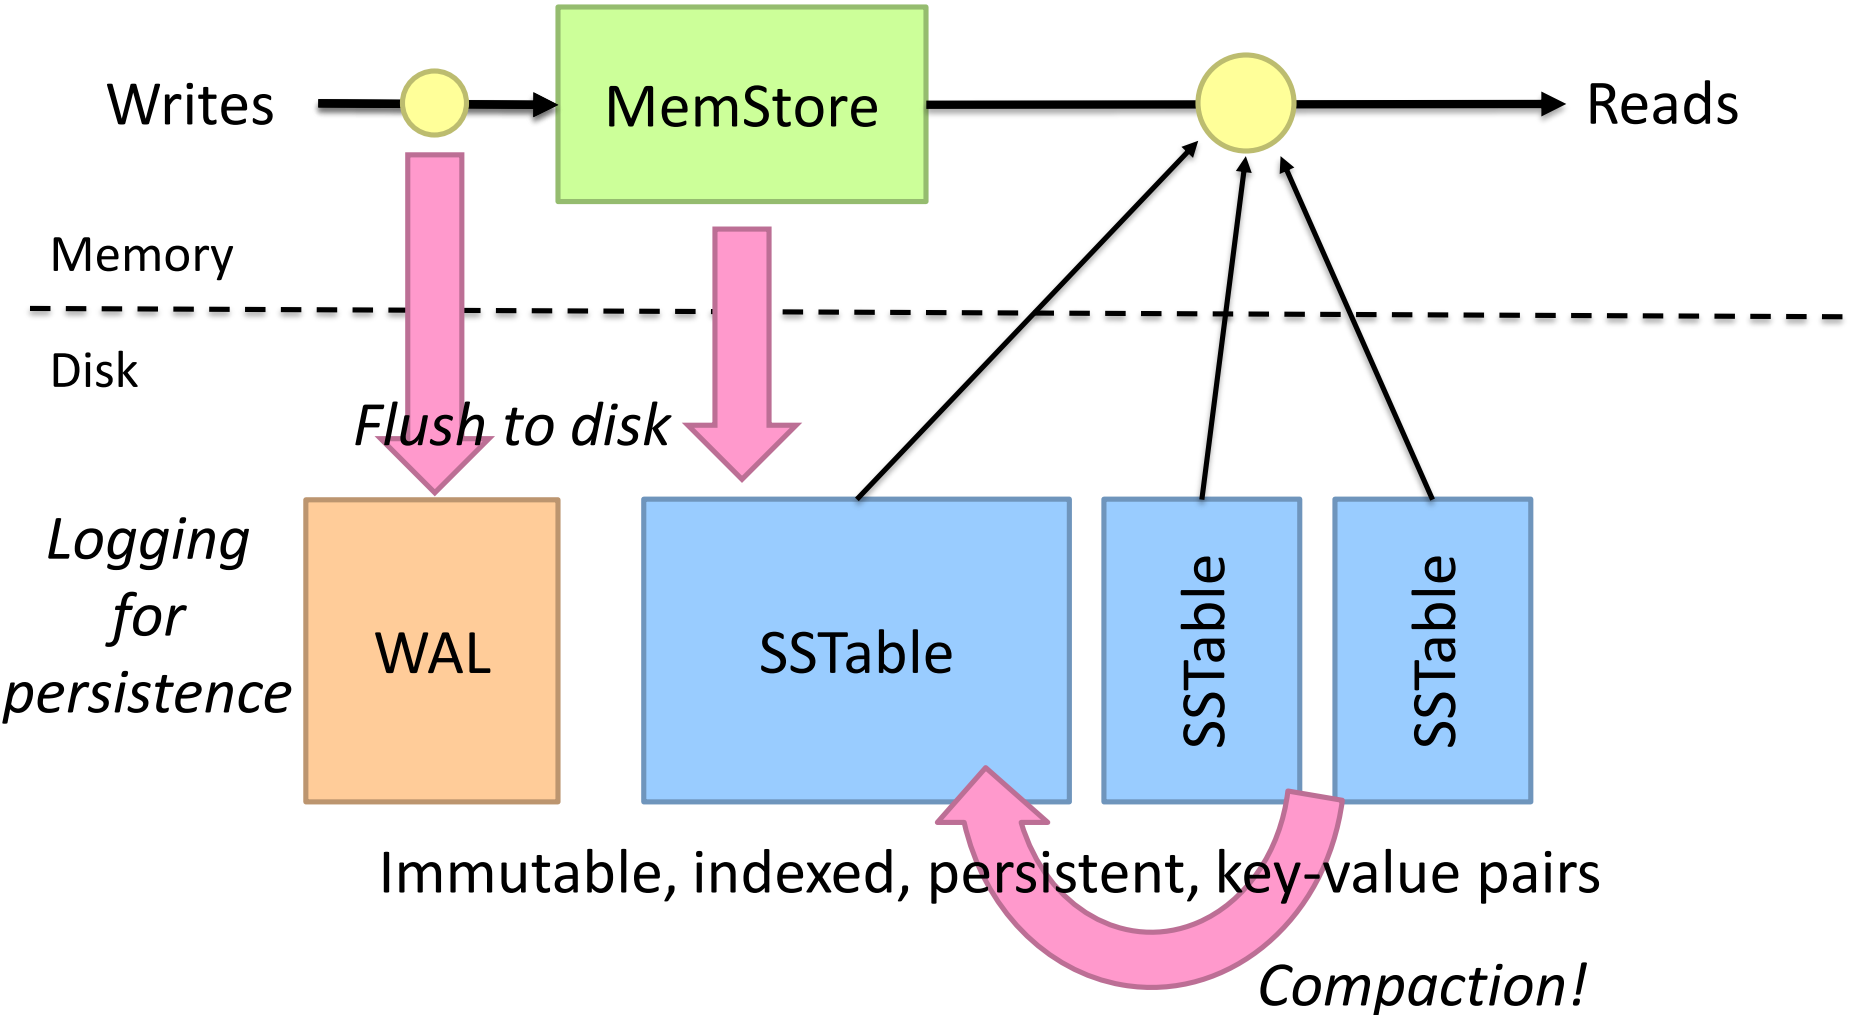 Writes
MemStore
Reads
Memory
Disk
Flush to disk
Logging
for
persistence
WAL
SSTable
SSTable
SSTable
Immutable, indexed, persistent, key-value pairs
Compaction!